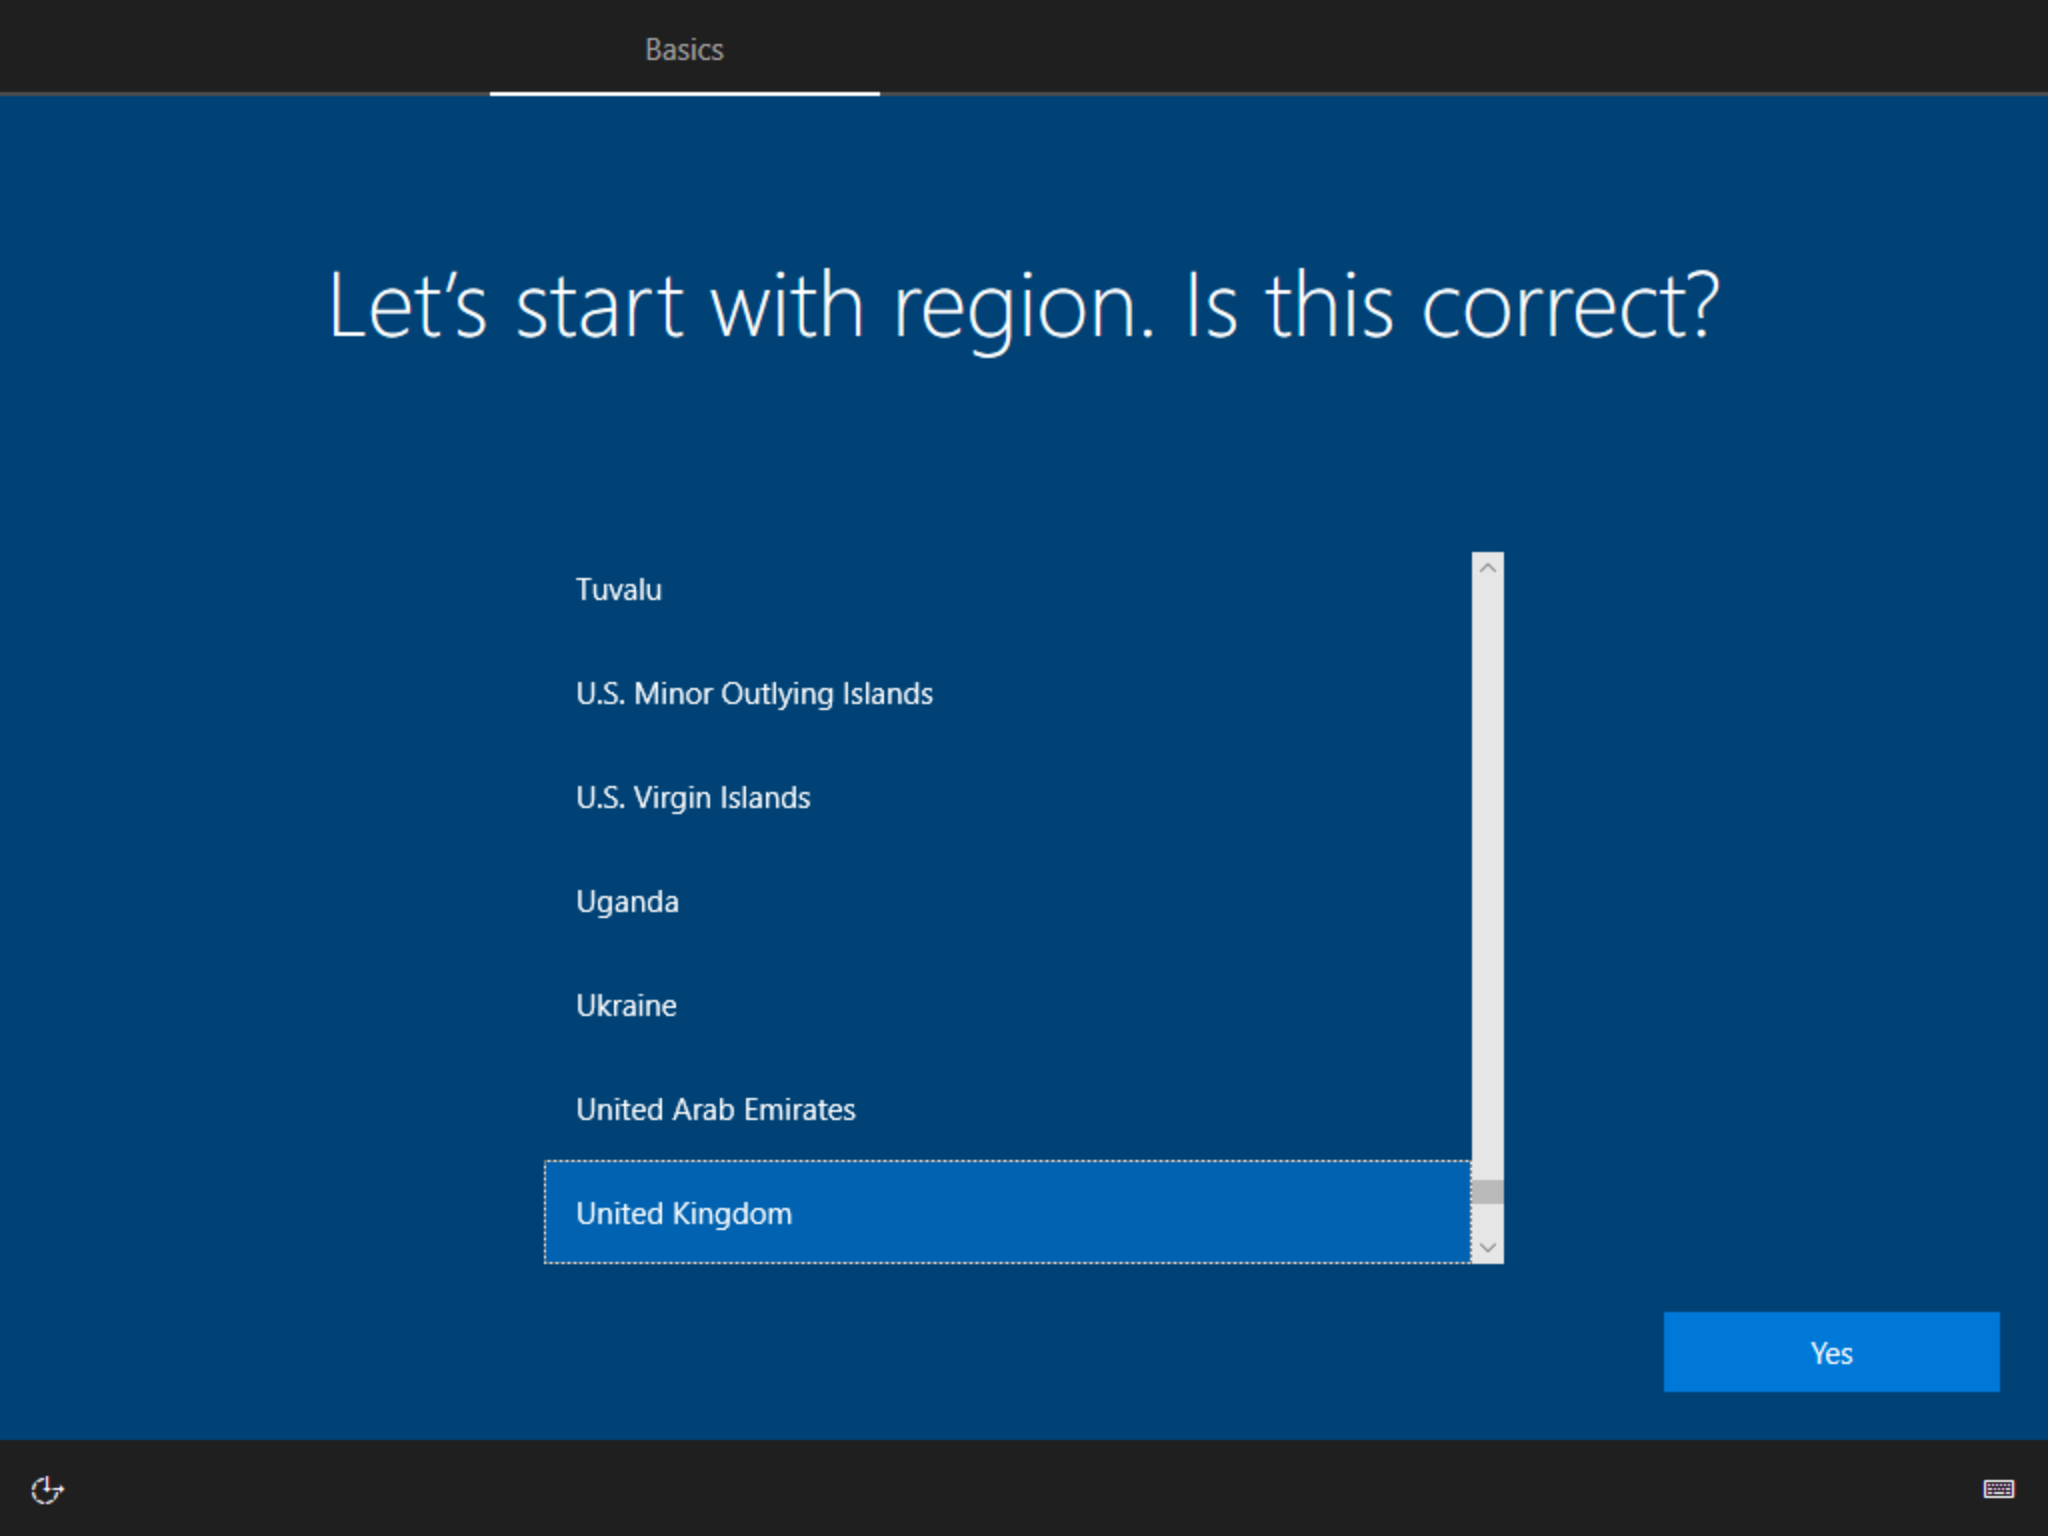 Basics
Let’s start with region. Is this correct?
Tuvalu
U.S. Minor Outlying Islands
U.S. Virgin Islands
Uganda
Ukraine
United Arab Emirates
United Kingdom
Yes